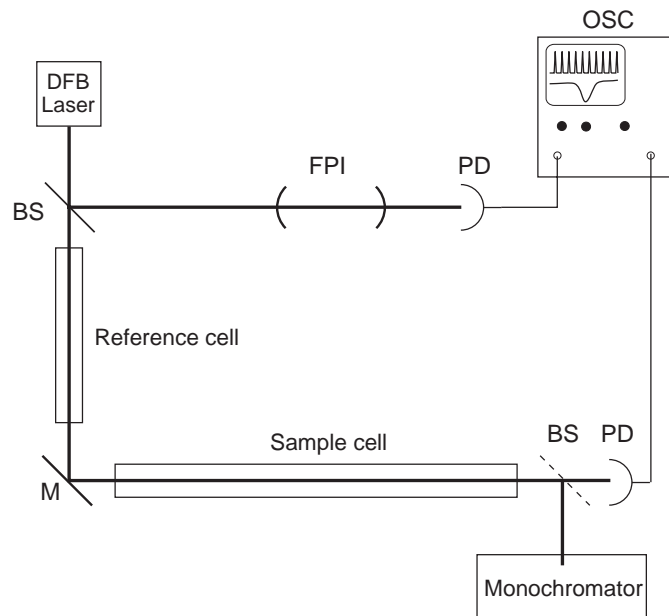 OSC
DFB
Laser
FPI
PD
BS
Reference cell
Sample cell
BS
PD
M
Monochromator